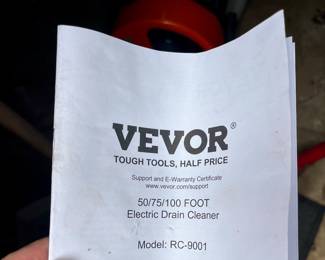 VEVOR®
TOUGH TOOLS, HALF PRICE
Support and E-Warranty Certificate
www.vevor.com/support
50/75/100 FOOT
Electric Drain Cleaner
Model: RC-9001